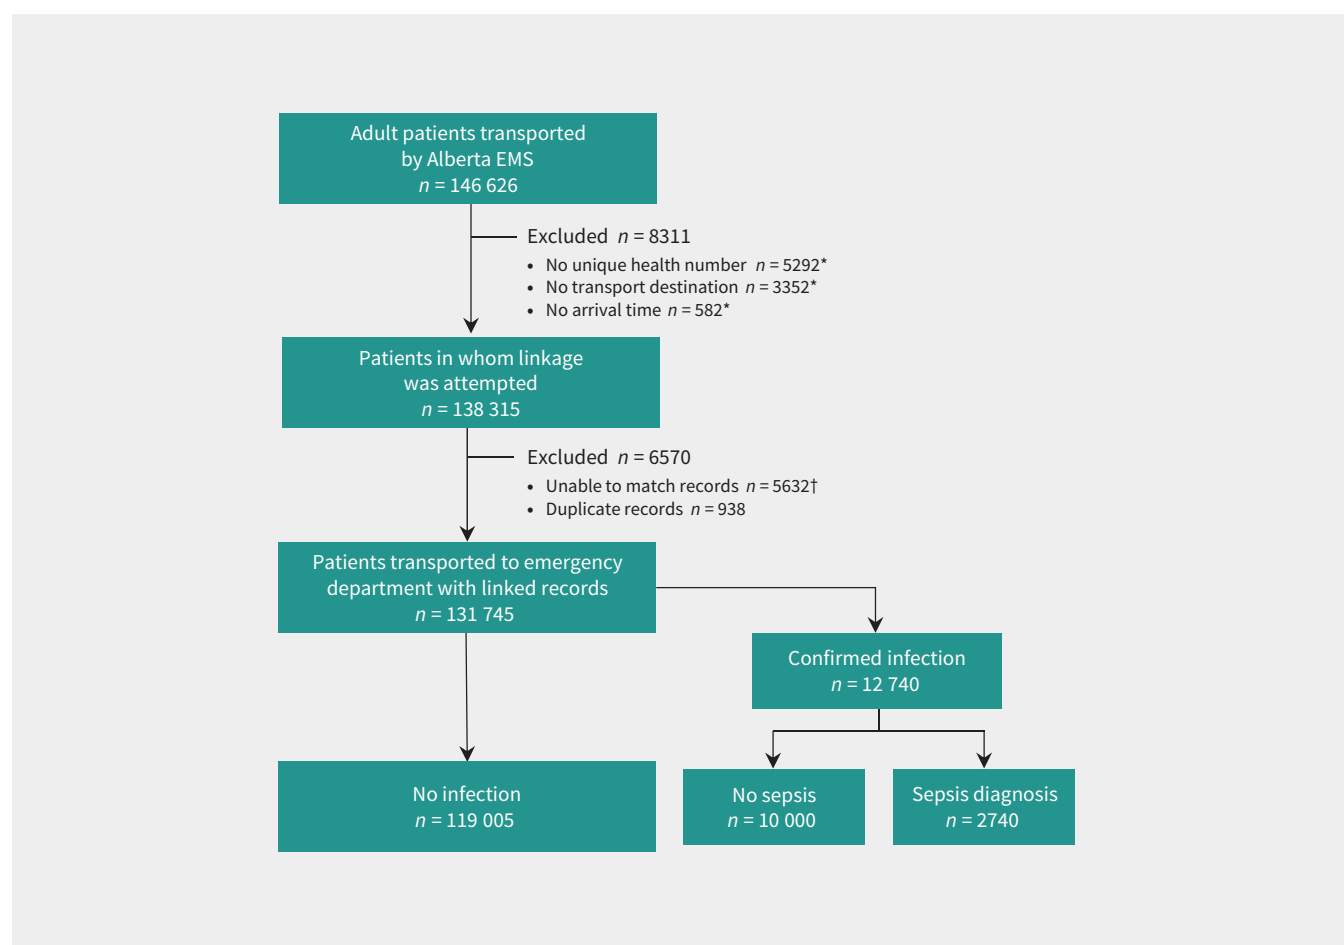 Adult patients transported
by Alberta EMS
n = 146 626
Excluded n = 8311
• No unique health number n = 5292*
• No transport destination n = 3352*
• No arrival time n = 582*
Patients in whom linkage
was attempted
n = 138 315
Excluded n = 6570
• Unable to match records n = 5632†
• Duplicate records n = 938
Patients transported to emergency
department with linked records
n = 131 745
Confirmed infection
n = 12 740
No infection
n = 119 005
No sepsis
n = 10 000
Sepsis diagnosis
n = 2740